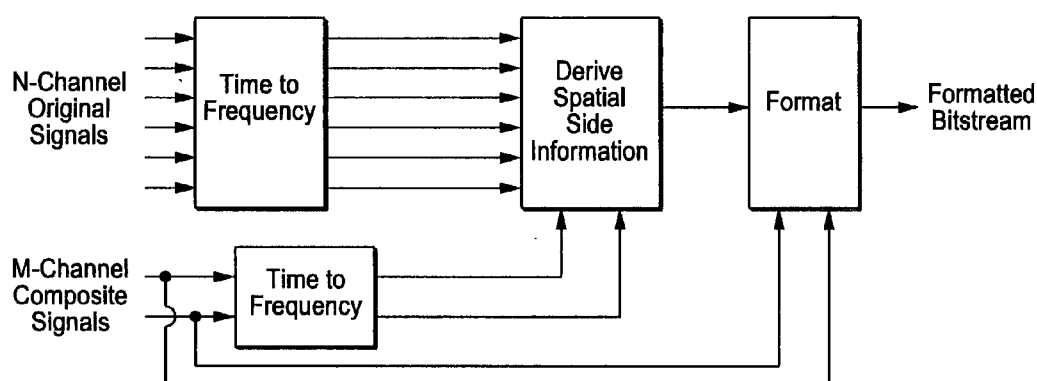 N-Channel
Original
Signals
Time to
Frequency
Derive
Spatial
Side
Information
Format
Formatted
Bitstream
M-Channel
Composite
Signals
Time to
Frequency